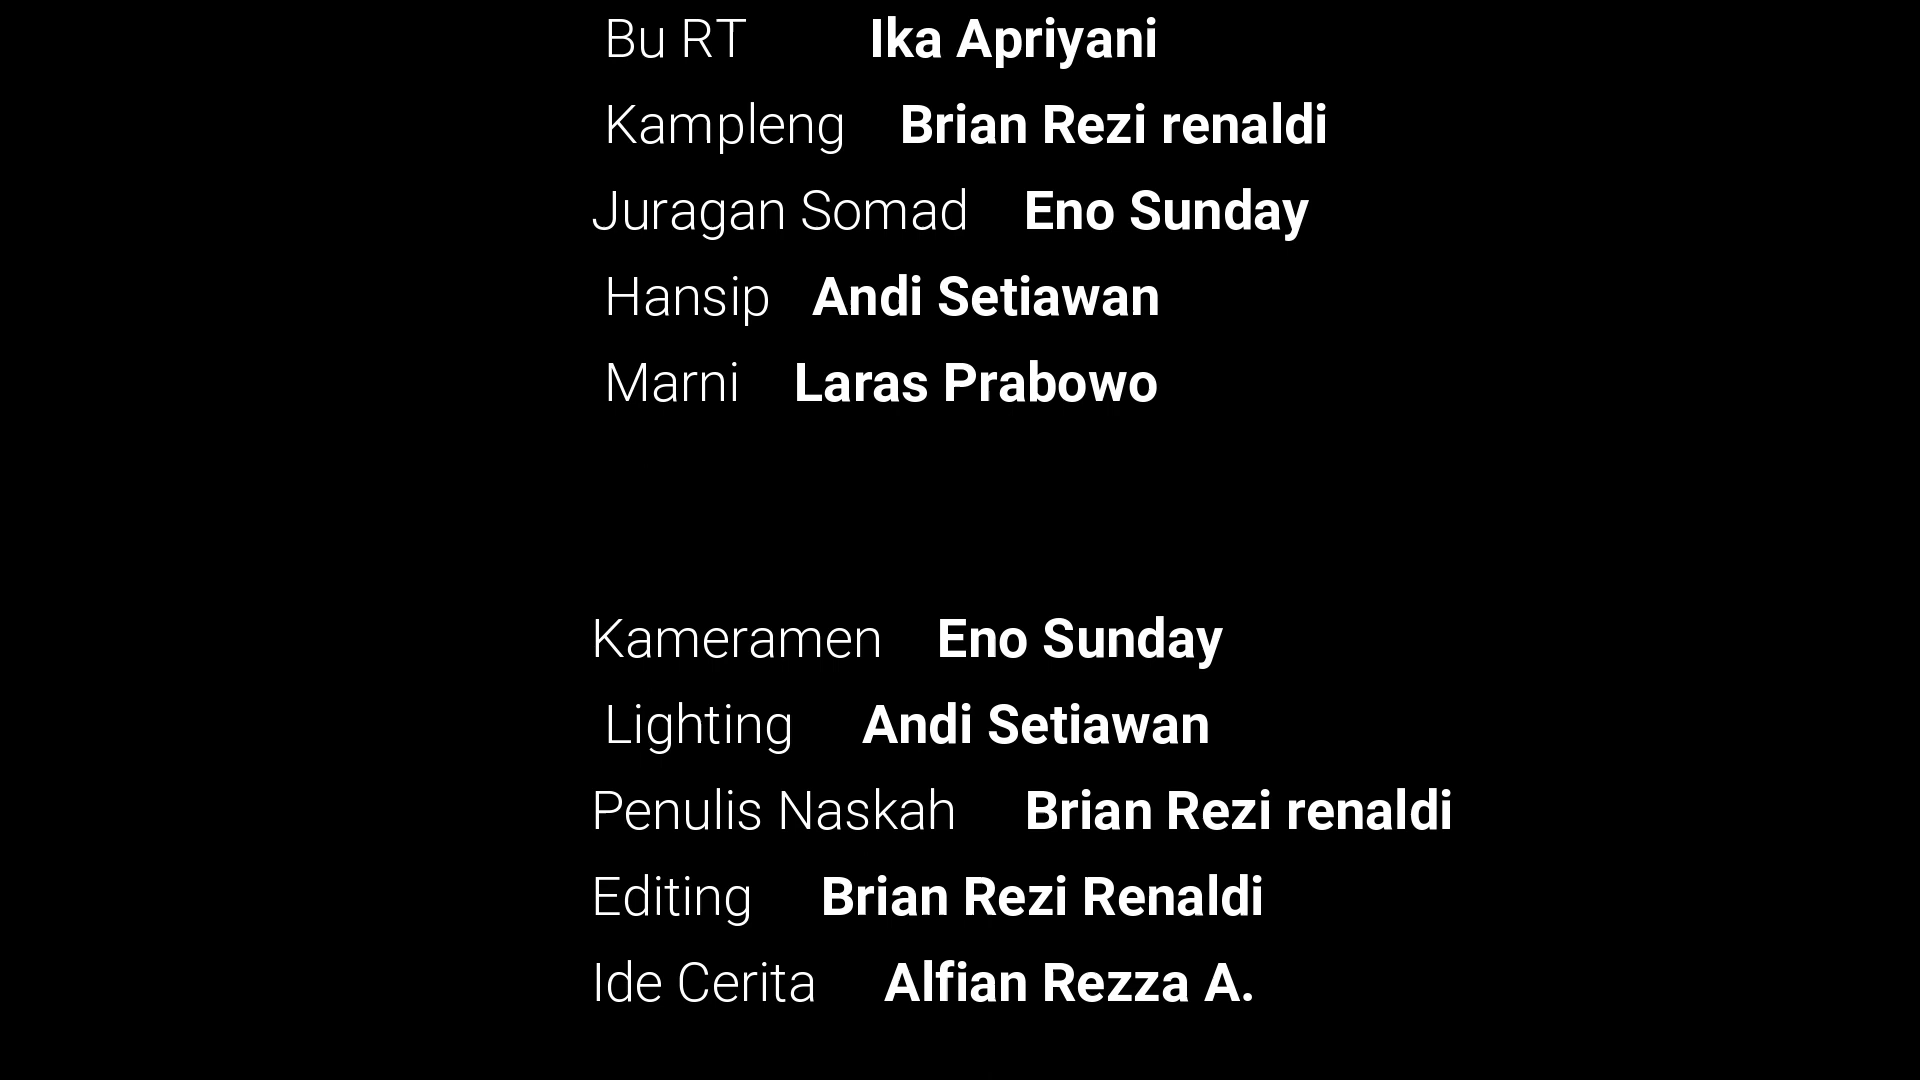 Bu RT Ika Apriyani
Kampleng Brian Rezi renaldi
Juragan Somad Eno Sunday
Hansip Andi Setiawan
Marni Laras Prabowo
Kameramen Eno Sunday
Lighting Andi Setiawan
Penulis Naskah Brian Rezi renaldi
Editing Brian Rezi Renaldi
Ide Cerita Alfian Rezza A.